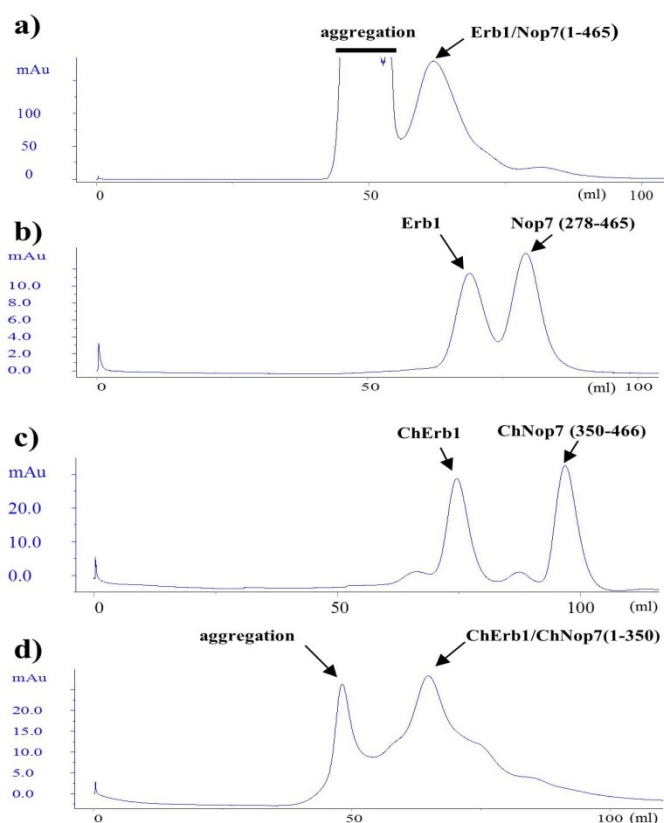 a)
aggregation
Erb1/Nop7(1-465)
mAu
100
50
0
0
50
(ml)
100
b)
Erb1
Nop7 (278-465)
mAu
10.0
8.0
6.0
4.0
2.0
0.0
0
50
(ml)
100
c)
ChErb1
ChNop7 (350-466)
mAu
20.0
10.0
0.0
0
50
100
(ml)
d)
aggregation
ChErb1/ChNop7(1-350)
mAu
20.0
15.0
10.0
5.0
0.0
0
50
100
(ml)